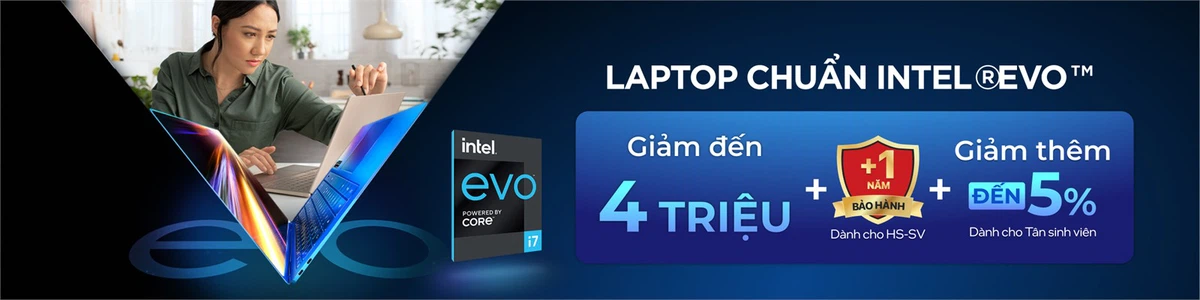 LAPTOP CHUẨN INTEL®EVO™
Giảm đến
4 TRIỆU
+
+1
NĂM
BẢO HÀNH
Dành cho HS-SV
+
Giảm thêm
ĐẾN 5%
Dành cho Tân sinh viên
intel.
evo
POWERED BY
CORE™
i7
evo